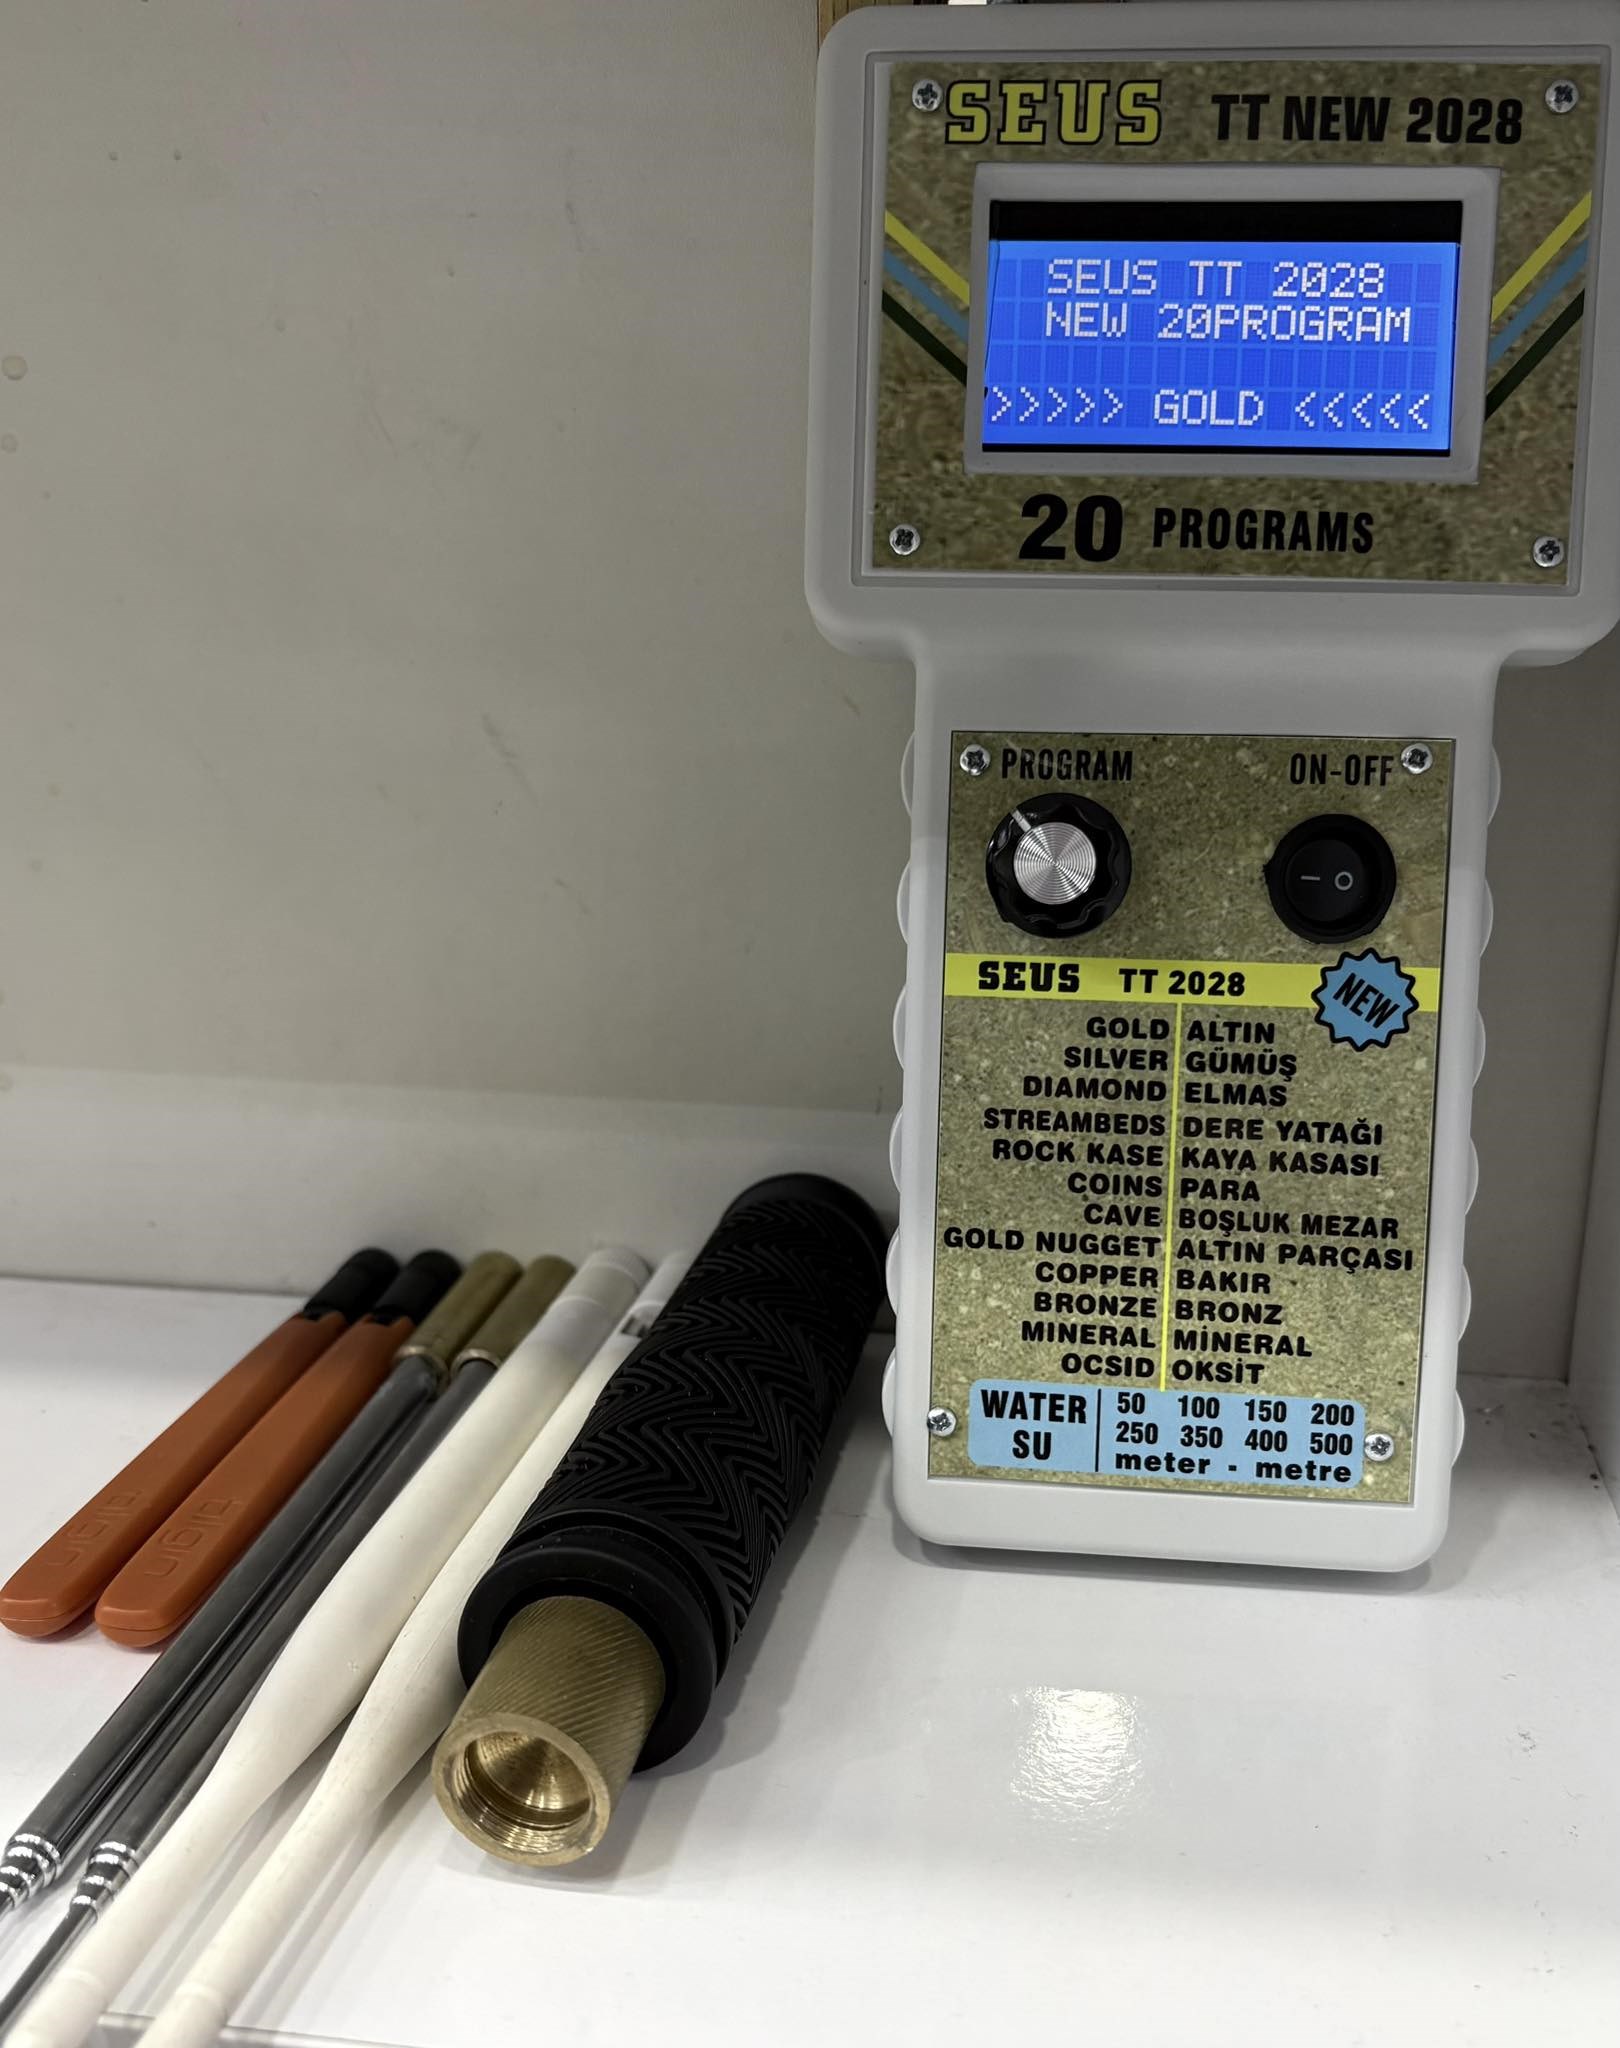 SEUS TT NEW 2028
SEUS TT 2028
NEW 20PROGRAM
>>>>> GOLD <<<<<
20 PROGRAMS
PROGRAM ON-OFF
SEUS TT 2028
NEW
GOLD ALTIN
SILVER GÜMÜŞ
DIAMOND ELMAS
STREAMBEDS DERE YATAĞI
ROCK KASE KAYA KASASI
COINS PARA
CAVE BOŞLUK MEZAR
GOLD NUGGET ALTIN PARÇASI
COPPER BAKIR
BRONZE BRONZ
MINERAL MİNERAL
OCSID OKSİT
WATER 50 100 150 200
SU 250 350 400 500
meter - metre